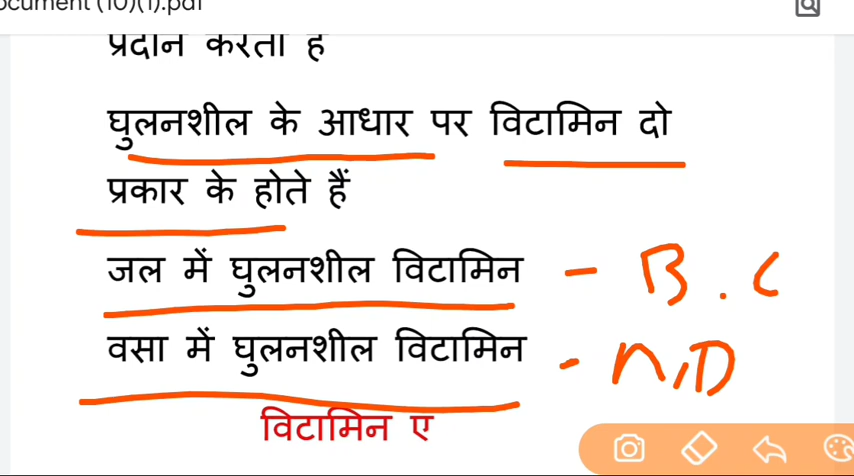 ocument (10)(1).pdf
प्रदान करता है
घुलनशील के आधार पर विटामिन दो
प्रकार के होते हैं
जल में घुलनशील विटामिन - B . C
वसा में घुलनशील विटामिन - A, D
विटामिन ए